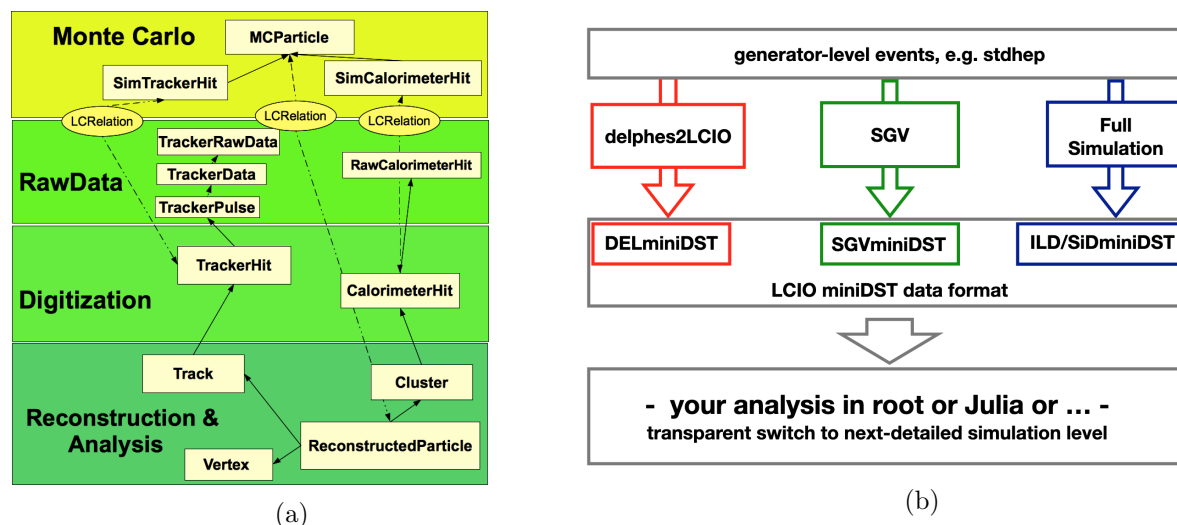 Monte Carlo
MCParticle
SimTrackerHit
SimCalorimeterHit
LCRelation
LCRelation
LCRelation
TrackerRawData
TrackerData
TrackerPulse
RawCalorimeterHit
RawData
TrackerHit
CalorimeterHit
Digitization
Track
Cluster
Reconstruction &
Analysis
ReconstructedParticle
Vertex
(a)
generator-level events, e.g. stdhep
delphes2LCIO
SGV
Full
Simulation
DELminiDST
SGVminiDST
ILD/SiDminiDST
LCIO miniDST data format
- your analysis in root or Julia or ... -
transparent switch to next-detailed simulation level
(b)